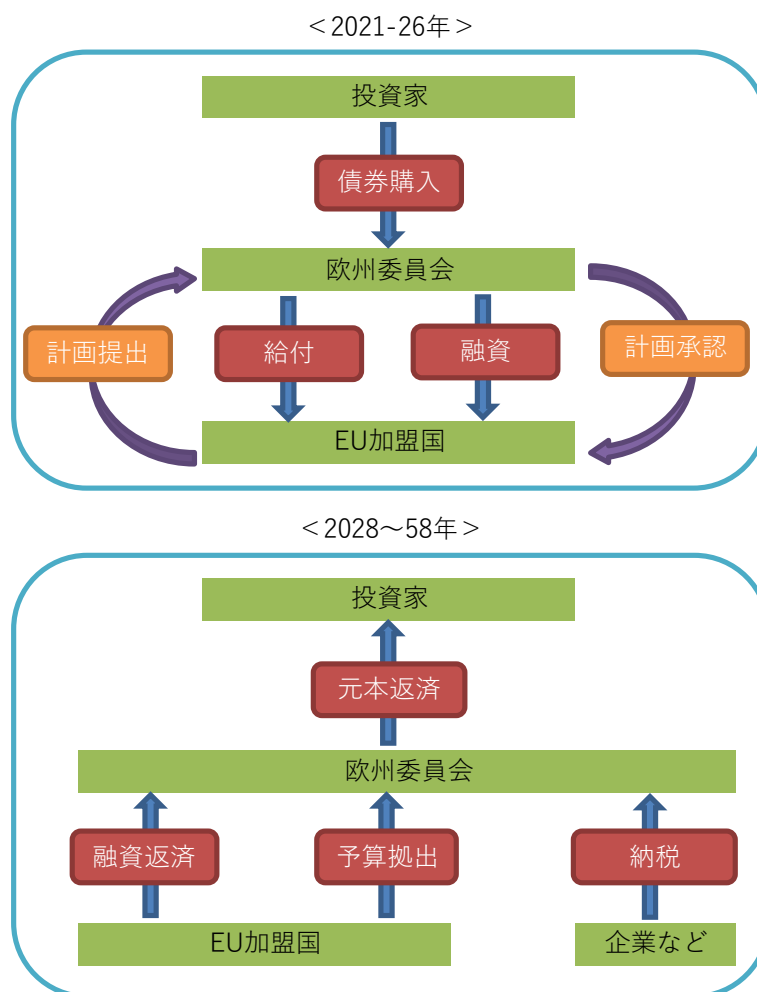 ＜2021-26年＞
投資家
債券購入
欧州委員会
計画提出
給付
融資
計画承認
EU加盟国
＜2028～58年＞
投資家
元本返済
欧州委員会
融資返済
予算拠出
納税
EU加盟国
企業など